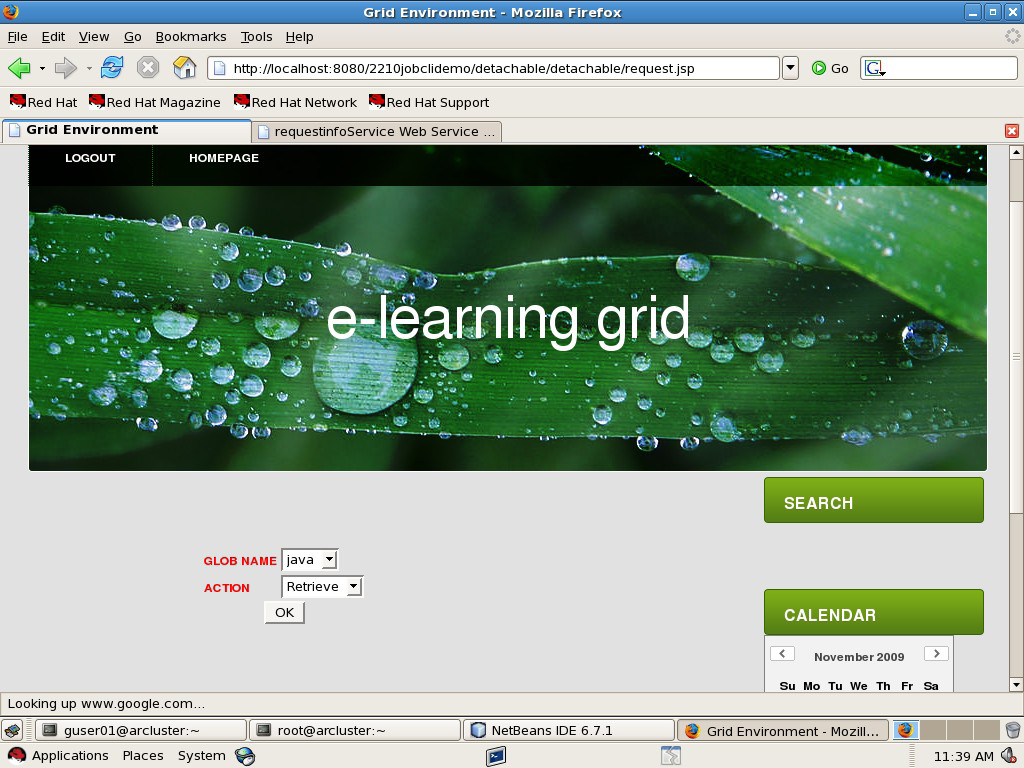 Grid Environment - Mozilla Firefox
File Edit View Go Bookmarks Tools Help
http://localhost:8080/2210jobclidemo/detachable/detachable/request.jsp Go G
Red Hat Red Hat Magazine Red Hat Network Red Hat Support
Grid Environment requestinfoService Web Service ...
LOGOUT HOMEPAGE
e-learning grid
SEARCH
GLOB NAME java
ACTION Retrieve
OK
CALENDAR
November 2009
Su Mo Tu We Th Fr Sa
Looking up www.google.com...
guser01@arcluster:~ root@arcluster:~ NetBeans IDE 6.7.1 Grid Environment - Mozill...
Applications Places System 11:39 AM